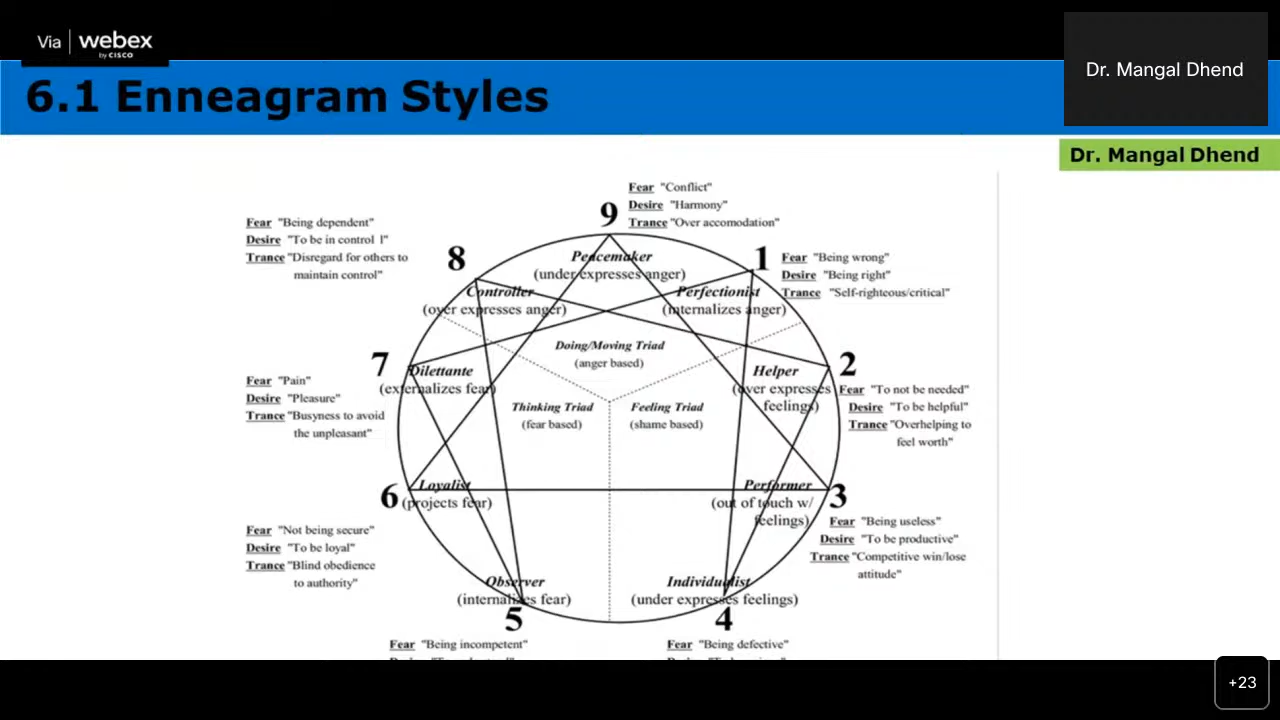 Via webex
by CISCO
Dr. Mangal Dhend
6.1 Enneagram Styles
Dr. Mangal Dhend
Fear "Conflict"
Desire "Harmony"
Trance "Over accomodation"
9
Peacemaker
(under expresses anger)
Fear "Being dependent"
Desire "To be in control l"
Trance "Disregard for others to
maintain control"
8
Controller
(over expresses anger)
1
Perfectionist
(internalizes anger)
Fear "Being wrong"
Desire "Being right"
Trance "Self-righteous/critical"
Doing/Moving Triad
(anger based)
7
Dilettante
(externalizes fear)
Fear "Pain"
Desire "Pleasure"
Trance "Busyness to avoid
the unpleasant"
Helper
(over expresses
feelings)
2
Fear "To not be needed"
Desire "To be helpful"
Trance "Overhelping to
feel worth"
Thinking Triad
(fear based)
Feeling Triad
(shame based)
6
Loyalist
(projects fear)
Fear "Not being secure"
Desire "To be loyal"
Trance "Blind obedience
to authority"
Performer
(out of touch w/
feelings)
3
Fear "Being useless"
Desire "To be productive"
Trance "Competitive win/lose
attitude"
Observer
(internalizes fear)
5
Fear "Being incompetent"
Individualist
(under expresses feelings)
4
Fear "Being defective"
+23